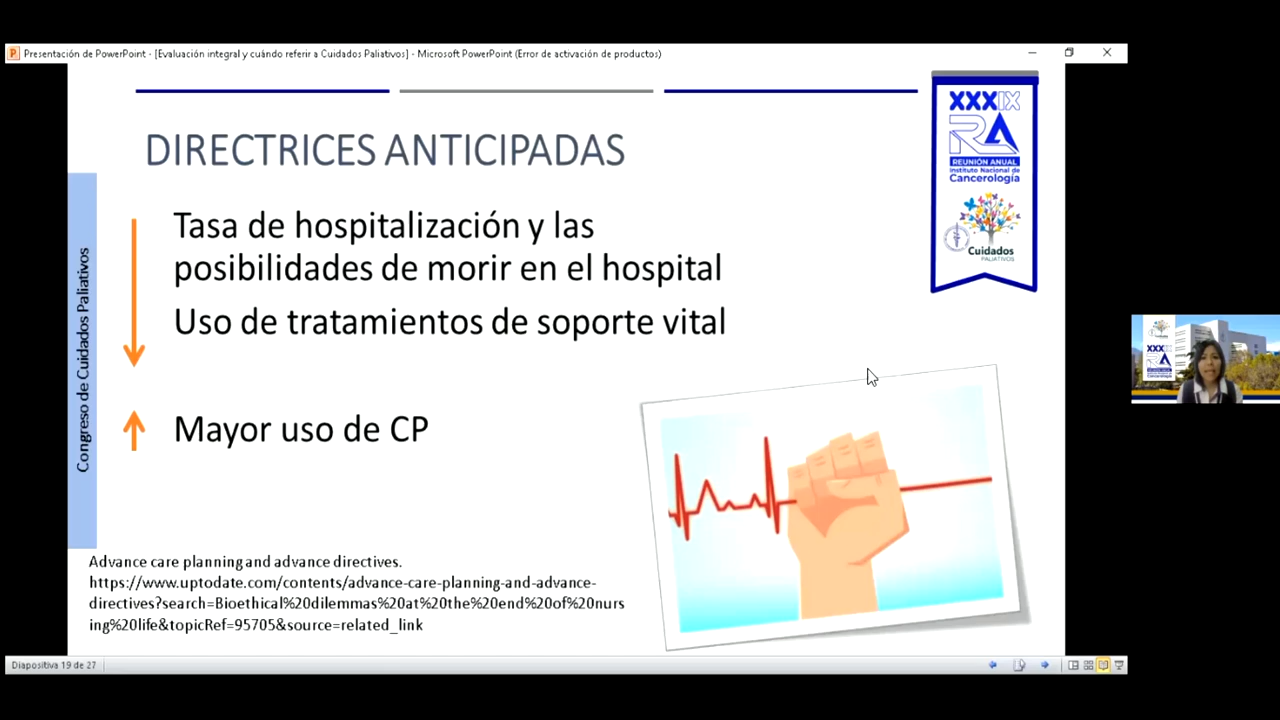 Presentación de PowerPoint - [Evaluación integral y cuándo referir a Cuidados Paliativos] - Microsoft PowerPoint (Error de activación de productos)
DIRECTRICES ANTICIPADAS
Tasa de hospitalización y las
posibilidades de morir en el hospital
Uso de tratamientos de soporte vital
Mayor uso de CP
Congreso de Cuidados Paliativos
XXXIX
RA
REUNIÓN ANUAL
Instituto Nacional de
Cancerología
Cuidados
PALIATIVOS
Advance care planning and advance directives.
https://www.uptodate.com/contents/advance-care-planning-and-advance-
directives?search=Bioethical%20dilemmas%20at%20the%20end%20of%20nurs
ing%20life&topicRef=95705&source=related_link
XXXIX
RA
Diapositiva 19 de 27